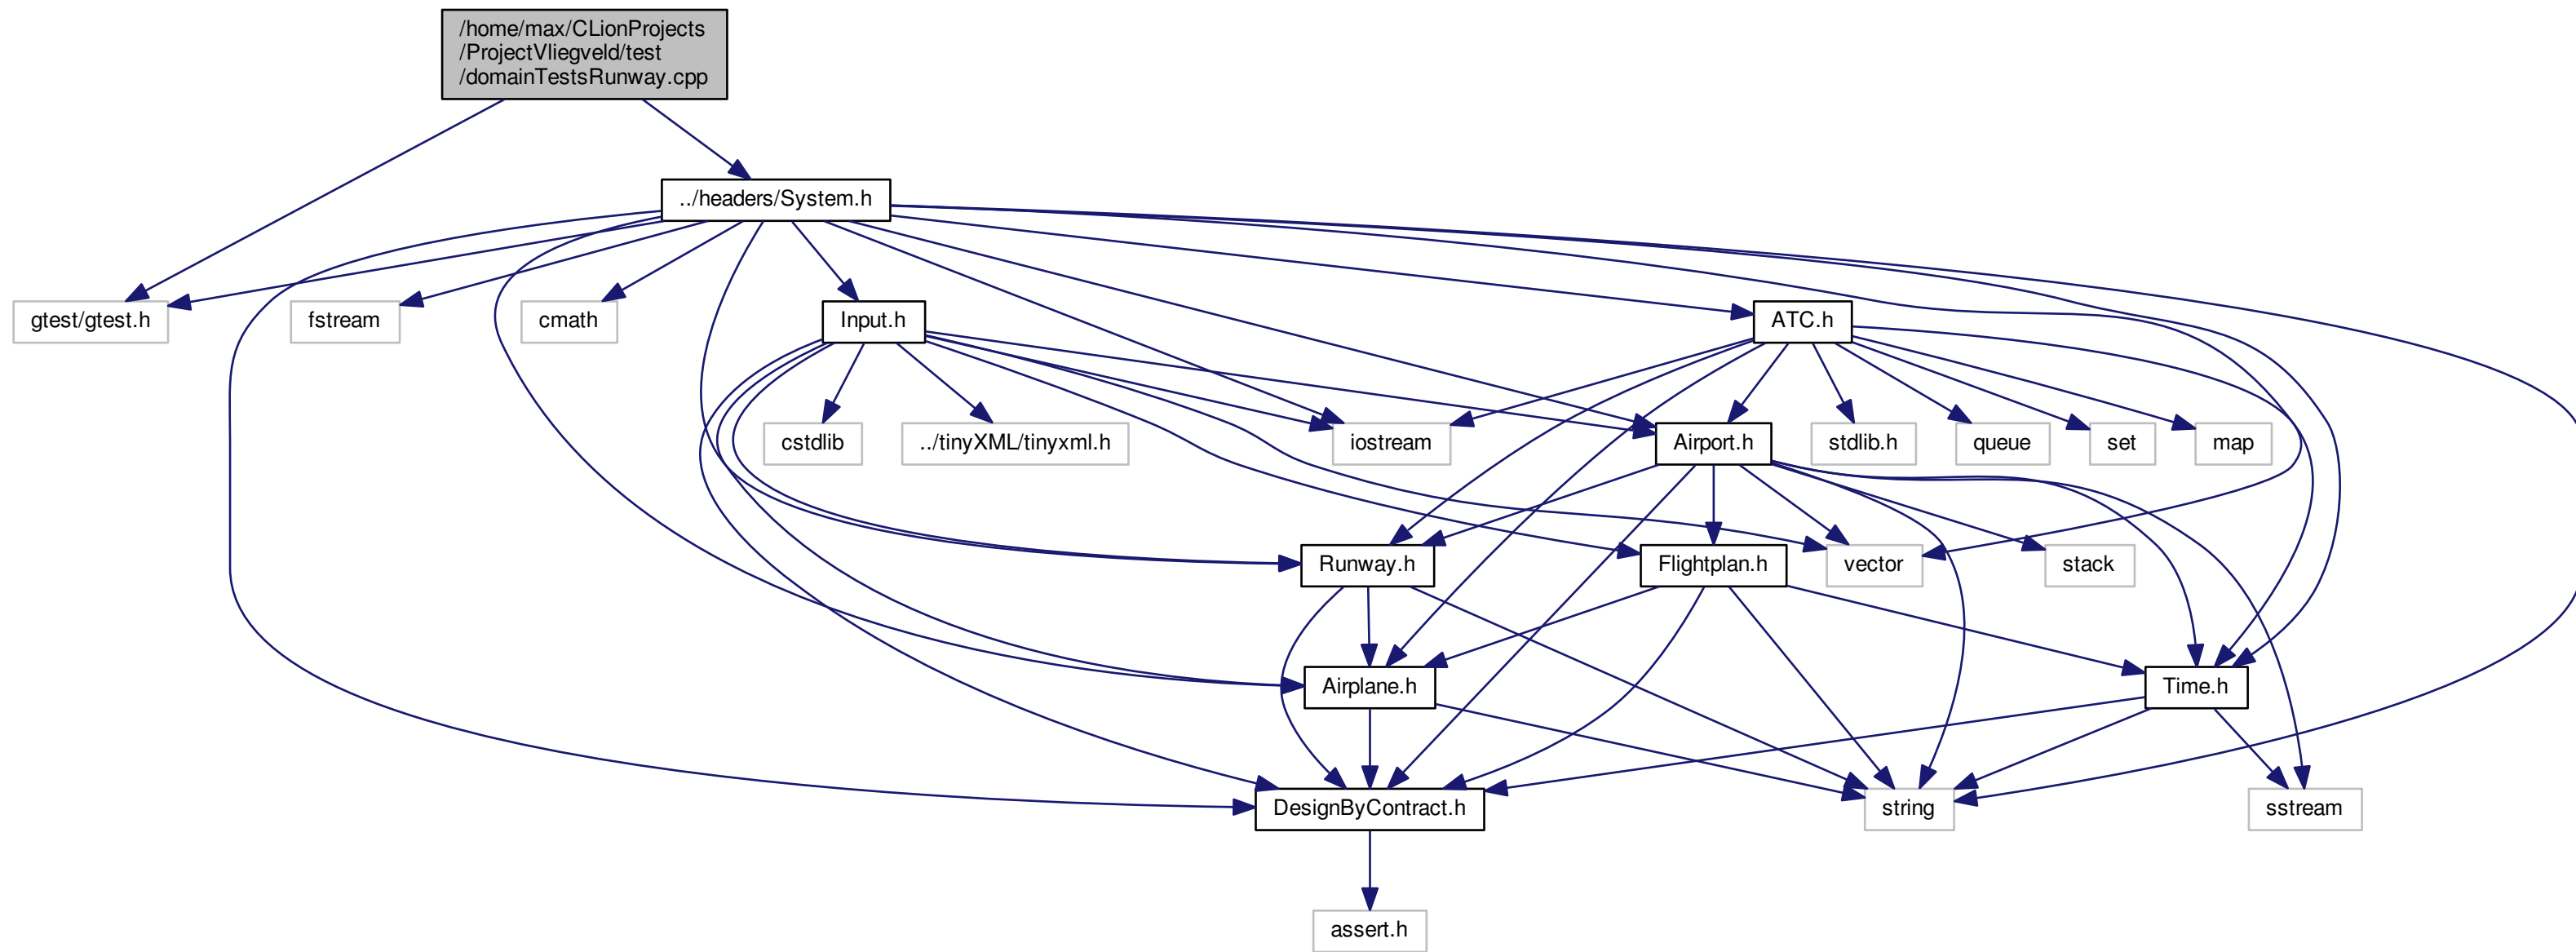 /home/max/CLionProjects
/ProjectVliegveld/test
/domainTestsRunway.cpp
../headers/System.h
gtest/gtest.h
fstream
cmath
Input.h
ATC.h
cstdlib
../tinyXML/tinyxml.h
iostream
Airport.h
stdlib.h
queue
set
map
Runway.h
Flightplan.h
vector
stack
Airplane.h
Time.h
DesignByContract.h
string
sstream
assert.h